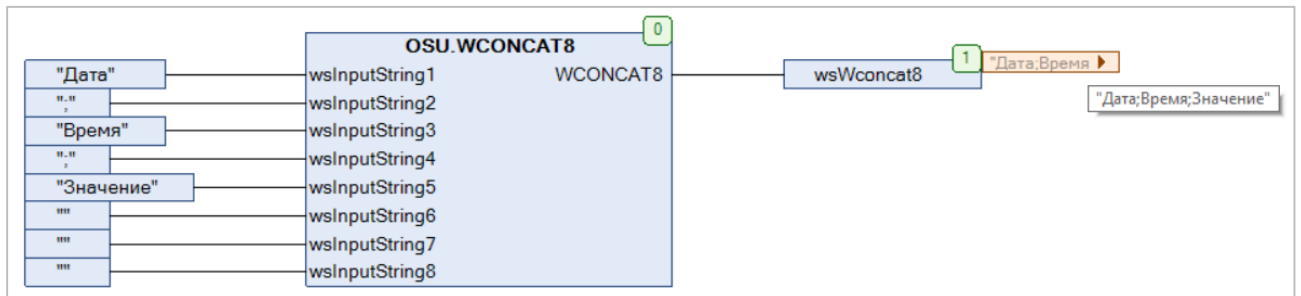 0
OSU.WCONCAT8
"Дата" wsInputString1 WCONCAT8 wsWconcat8 1 "Дата;Время
";" wsInputString2 "Дата;Время;Значение"
"Время" wsInputString3
";" wsInputString4
"Значение" wsInputString5
"" wsInputString6
"" wsInputString7
"" wsInputString8